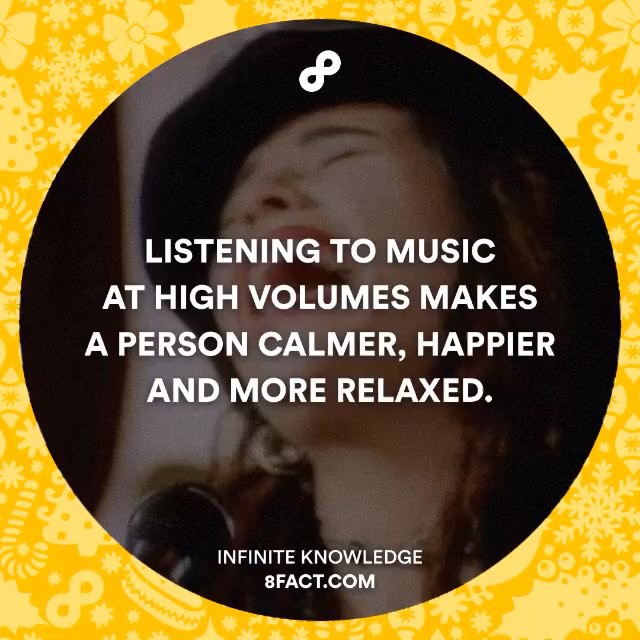 LISTENING TO MUSIC
AT HIGH VOLUMES MAKES
A PERSON CALMER, HAPPIER
AND MORE RELAXED.
INFINITE KNOWLEDGE
8FACT.COM